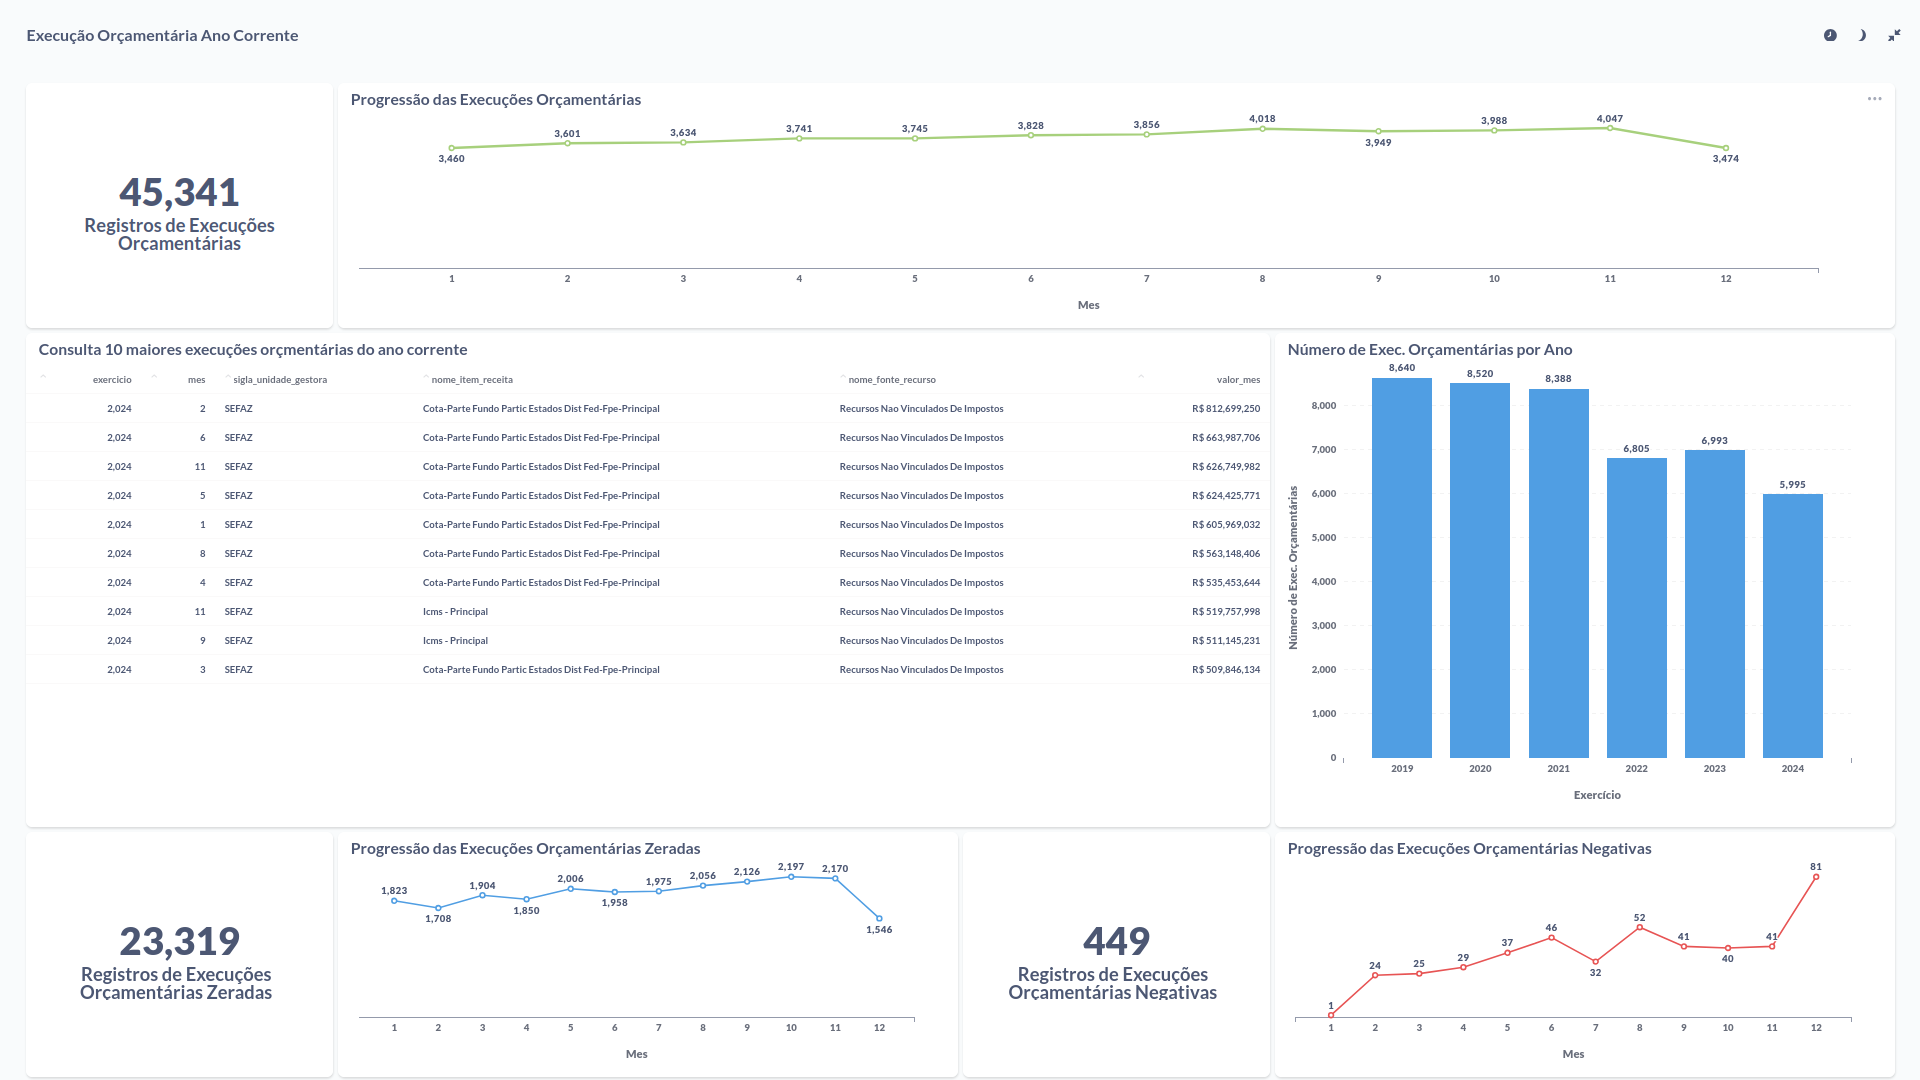 Execução Orçamentária Ano Corrente
45,341
Registros de Execuções
Orçamentárias
Progressão das Execuções Orçamentárias
3,460
3,601
3,634
3,741
3,745
3,828
3,856
4,018
3,949
3,988
4,047
3,474
1 2 3 4 5 6 7 8 9 10 11 12
Mes
Consulta 10 maiores execuções orçmentárias do ano corrente
exercicio mes sigla_unidade_gestora nome_item_receita nome_fonte_recurso valor_mes
2,024 2 SEFAZ Cota-Parte Fundo Partic Estados Dist Fed-Fpe-Principal Recursos Nao Vinculados De Impostos R$ 812,699,250
2,024 6 SEFAZ Cota-Parte Fundo Partic Estados Dist Fed-Fpe-Principal Recursos Nao Vinculados De Impostos R$ 663,987,706
2,024 11 SEFAZ Cota-Parte Fundo Partic Estados Dist Fed-Fpe-Principal Recursos Nao Vinculados De Impostos R$ 626,749,982
2,024 5 SEFAZ Cota-Parte Fundo Partic Estados Dist Fed-Fpe-Principal Recursos Nao Vinculados De Impostos R$ 624,425,771
2,024 1 SEFAZ Cota-Parte Fundo Partic Estados Dist Fed-Fpe-Principal Recursos Nao Vinculados De Impostos R$ 605,969,032
2,024 8 SEFAZ Cota-Parte Fundo Partic Estados Dist Fed-Fpe-Principal Recursos Nao Vinculados De Impostos R$ 563,148,406
2,024 4 SEFAZ Cota-Parte Fundo Partic Estados Dist Fed-Fpe-Principal Recursos Nao Vinculados De Impostos R$ 535,453,644
2,024 11 SEFAZ Icms - Principal Recursos Nao Vinculados De Impostos R$ 519,757,998
2,024 9 SEFAZ Icms - Principal Recursos Nao Vinculados De Impostos R$ 511,145,231
2,024 3 SEFAZ Cota-Parte Fundo Partic Estados Dist Fed-Fpe-Principal Recursos Nao Vinculados De Impostos R$ 509,846,134
Número de Exec. Orçamentárias por Ano
Número de Exec. Orçamentárias
8,000
7,000
6,000
5,000
4,000
3,000
2,000
1,000
0
8,640
8,520
8,388
6,805
6,993
5,995
2019 2020 2021 2022 2023 2024
Exercício
23,319
Registros de Execuções
Orçamentárias Zeradas
Progressão das Execuções Orçamentárias Zeradas
1,823
1,708
1,904
1,850
2,006
1,958
1,975
2,056
2,126
2,197
2,170
1,546
1 2 3 4 5 6 7 8 9 10 11 12
Mes
449
Registros de Execuções
Orçamentárias Negativas
Progressão das Execuções Orçamentárias Negativas
1
24
25
29
37
46
32
52
41
40
41
81
1 2 3 4 5 6 7 8 9 10 11 12
Mes